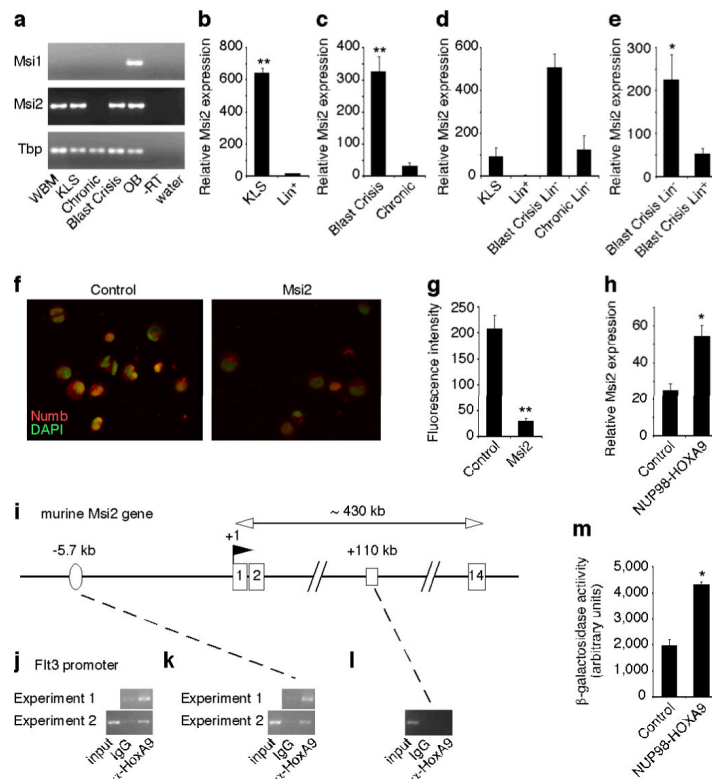 a
Msi1
Msi2
Tbp
WBM
KLS
Chronic
Blast Crisis
OB
-RT
water
b
Relative Msi2 expression
800
600
400
200
0
**
KLS
Lin⁺
c
Relative Msi2 expression
400
300
200
100
0
**
Blast Crisis
Chronic
d
Relative Msi2 expression
600
400
200
0
KLS
Lin⁺
Blast Crisis Lin⁻
Chronic Lin⁻
e
Relative Msi2 expression
300
200
100
0
*
Blast Crisis Lin⁻
Blast Crisis Lin⁺
f
Control
Msi2
Numb
DAPI
g
Fluorescence intensity
250
200
150
100
50
0
**
Control
Msi2
h
Relative Msi2 expression
80
60
40
20
0
*
Control
NUP98-HOXA9
i
murine Msi2 gene
~ 430 kb
-5.7 kb
+1
+110 kb
1
2
14
j
Flt3 promoter
Experiment 1
Experiment 2
input
IgG
α-HoxA9
k
Experiment 1
Experiment 2
input
IgG
α-HoxA9
l
input
IgG
α-HoxA9
m
β-galactosidase actiivity
(arbitrary units)
5,000
4,000
3,000
2,000
1,000
0
*
Control
NUP98-HOXA9